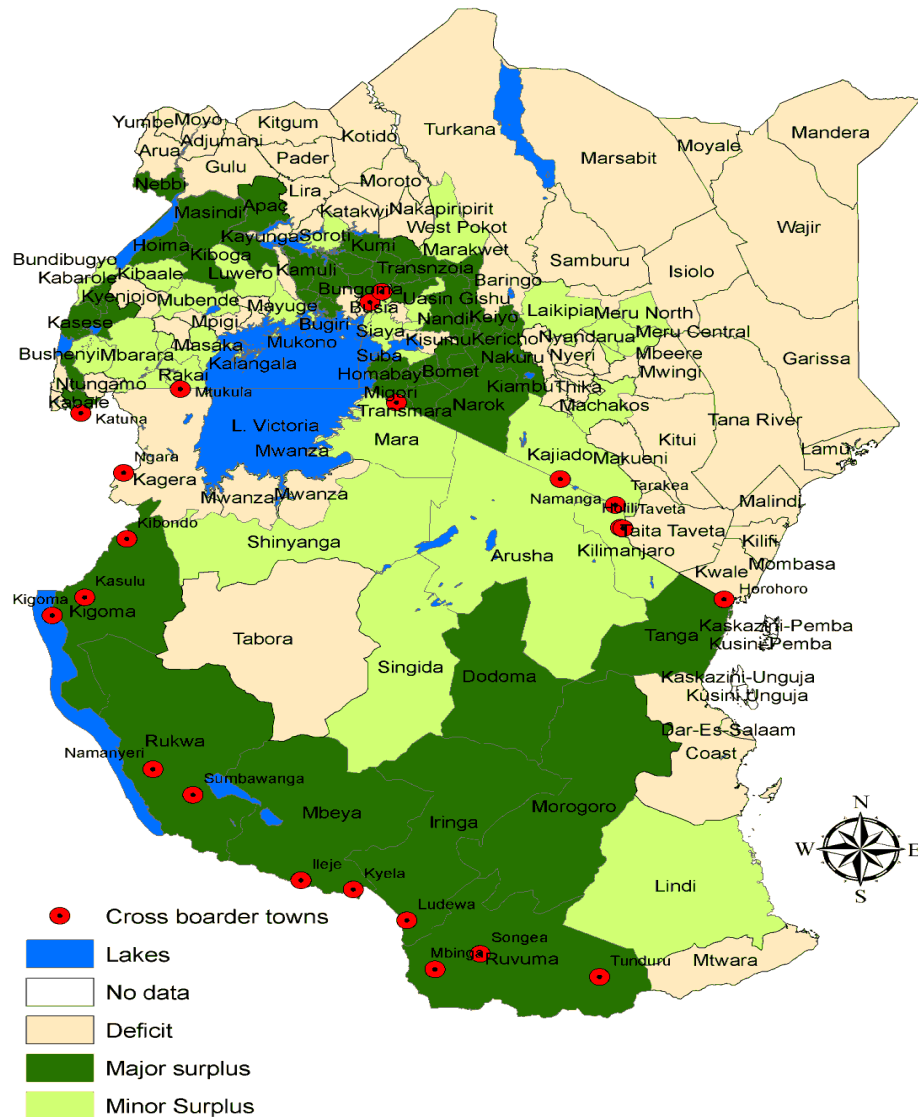 Yumbe
Moyo
Kitgum
Adjumani
Kotido
Turkana
Mandera
Arua
Pader
Marsabit
Moyale
Gulu
Nebbi
Lira
Moroto
Apac
Katakwi
Nakapiripirit
Masindi
Wajir
West Pokot
Kayunga
Soroti
Hoima
Kumi
Marakwet
Kiboga
Samburu
Isiolo
Bundibugyo
Kamuli
Transnzoia
Baringo
Kabarole
Kibaale
Luwero
Bungoma
Kyenjojo
Mubende
Mayuge
Busia
Uasin Gishu
Laikipia
Meru North
Kasese
Mpigi
Bugiri
Siaya
Nandi
Keiyo
Meru Central
Bushenyi
Mbarara
Masaka
Mukono
Kisumu
Kericho
Nyandarua
Kalangala
Suba
Nakuru
Nyeri
Mbeere
Garissa
Ntungamo
Rakai
Homabay
Bomet
Mwingi
Kabale
Mtukula
Migori
Narok
Kiambu
Thika
Katuna
Transmara
Machakos
Tana River
L. Victoria
Mara
Kitui
Mwanza
Lamu
Ngara
Kajiado
Makueni
Kagera
Tarakea
Mwanza
Mwanza
Namanga
Holili
Taveta
Malindi
Kibondo
Taita Taveta
Kilifi
Shinyanga
Arusha
Kilimanjaro
Mombasa
Kwale
Kasulu
Horohoro
Kigoma
Kigoma
Kaskazini-Pemba
Tabora
Tanga
Kusini-Pemba
Singida
Dodoma
Kaskazini-Unguja
Kusini Unguja
Dar-Es-Salaam
Rukwa
Namanyeri
Coast
Sumbawanga
Mbeya
Morogoro
Iringa
N
W
E
S
Ileje
Kyela
Lindi
Ludewa
Songea
Mbinga
Ruvuma
Tunduru
Mtwara
Cross boarder towns
Lakes
No data
Deficit
Major surplus
Minor Surplus